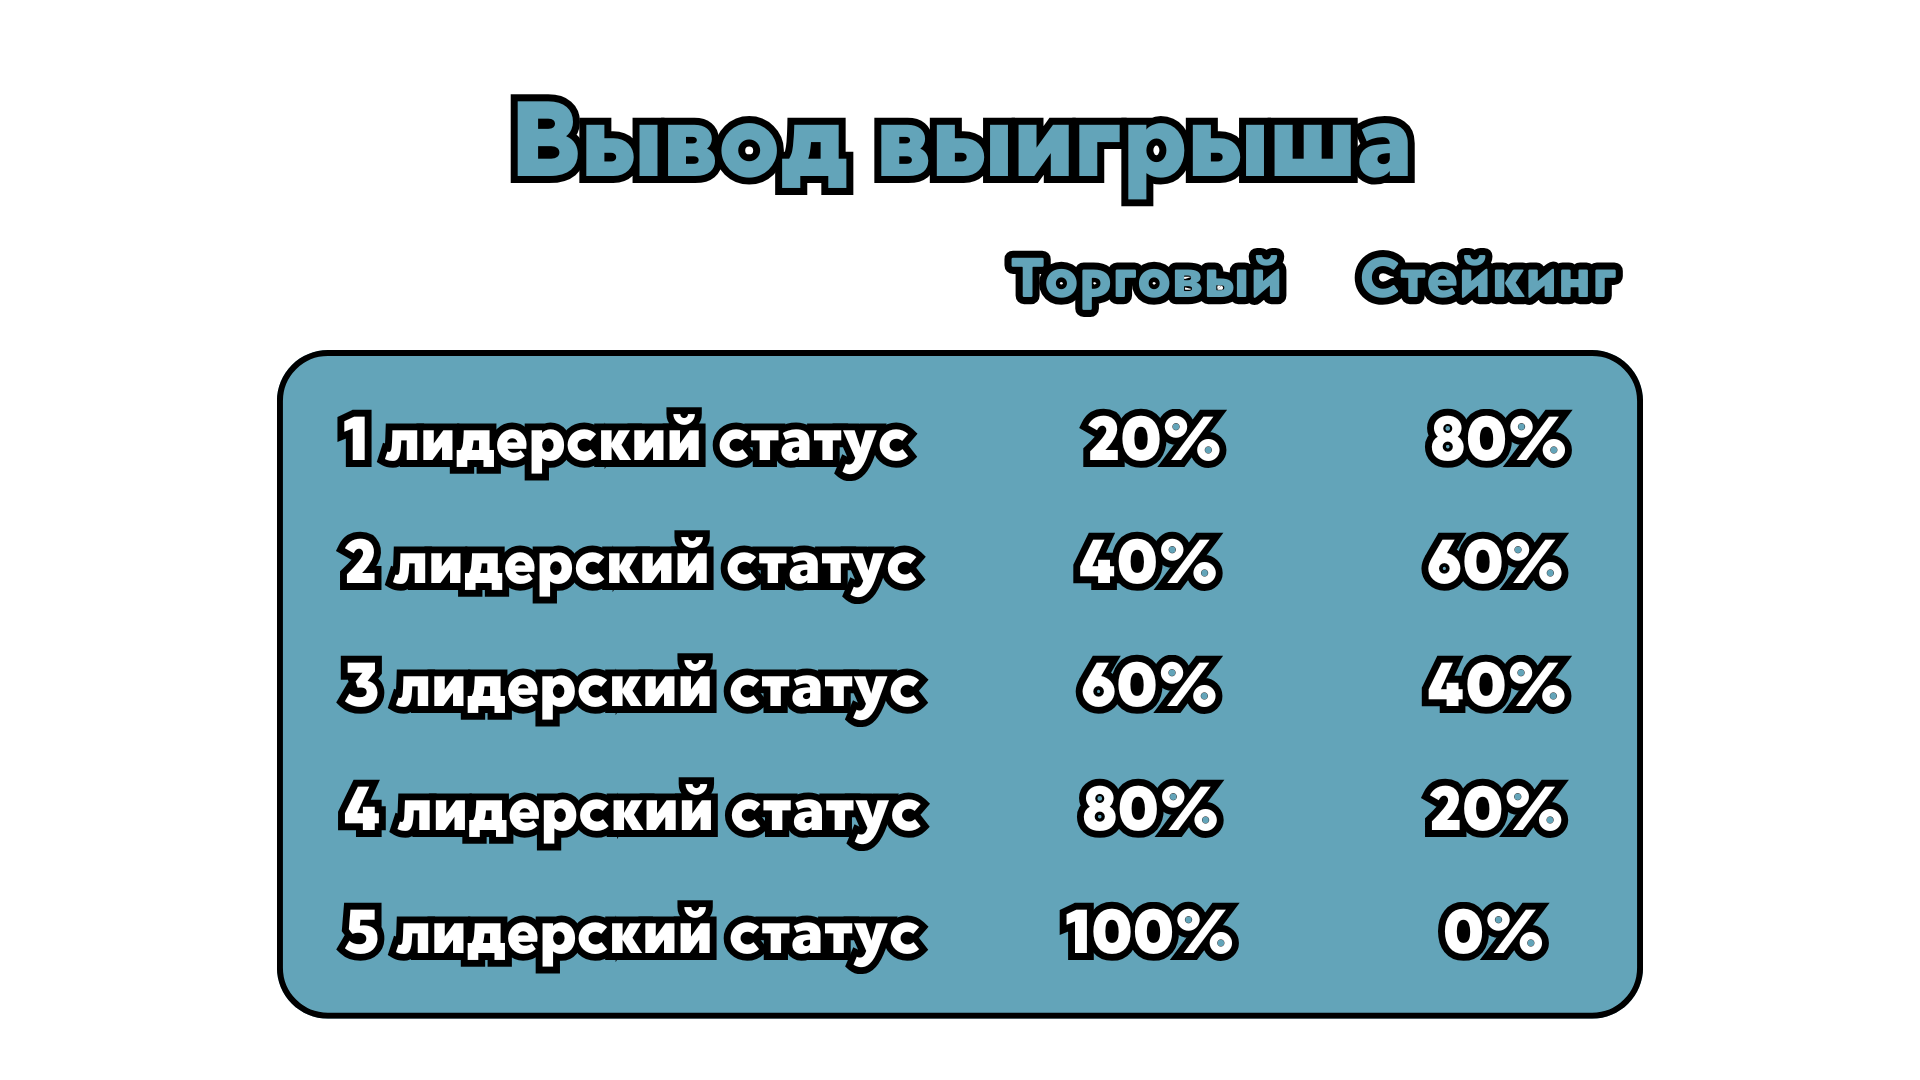 Вывод выигрыша
Торговый Стейкинг
1 лидерский статус 20% 80%
2 лидерский статус 40% 60%
3 лидерский статус 60% 40%
4 лидерский статус 80% 20%
5 лидерский статус 100% 0%